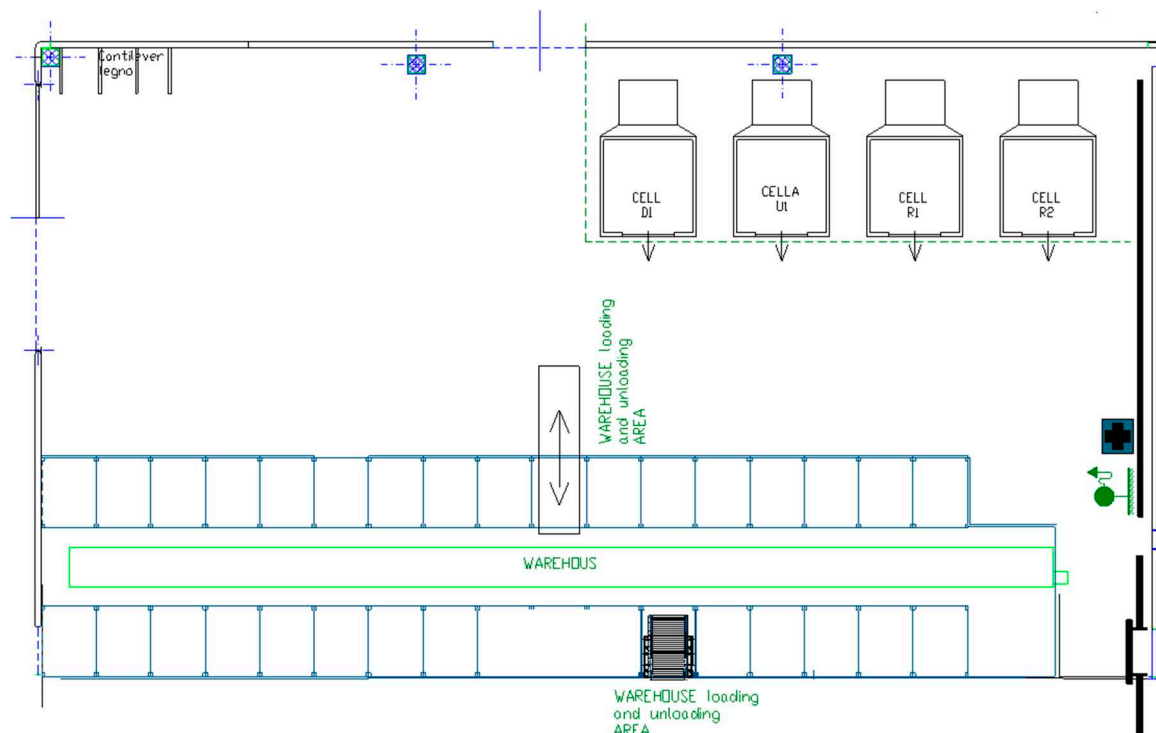 Cantilever
legno
CELL
D1
CELLA
U1
CELL
R1
CELL
R2
WAREHOUSE loading
and unloading
AREA
WAREHOUS
WAREHOUSE loading
and unloading
AREA